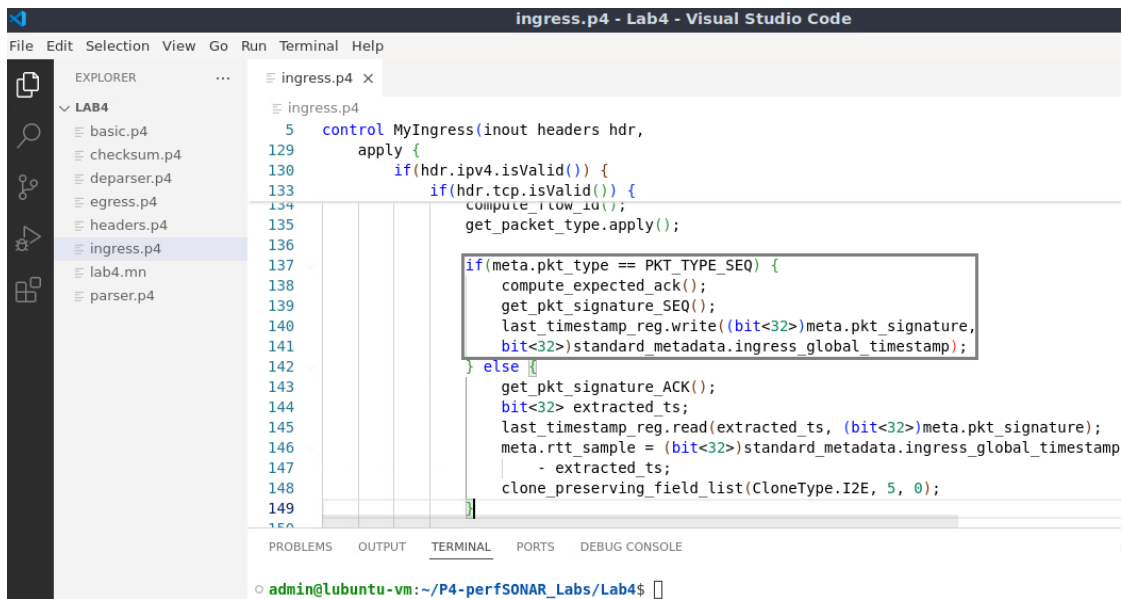 ingress.p4 - Lab4 - Visual Studio Code
File Edit Selection View Go Run Terminal Help
EXPLORER ...
LAB4
basic.p4
checksum.p4
deparser.p4
egress.p4
headers.p4
ingress.p4
lab4.mn
parser.p4
ingress.p4 ×
ingress.p4
5 control MyIngress(inout headers hdr,
129 apply {
130 if(hdr.ipv4.isValid()) {
133 if(hdr.tcp.isValid()) {
134 compute_flow_id();
135 get_packet_type.apply();
136
137 if(meta.pkt_type == PKT_TYPE_SEQ) {
138 compute_expected_ack();
139 get_pkt_signature_SEQ();
140 last_timestamp_reg.write((bit<32>)meta.pkt_signature,
141 bit<32>)standard_metadata.ingress_global_timestamp);
142 } else {
143 get_pkt_signature_ACK();
144 bit<32> extracted_ts;
145 last_timestamp_reg.read(extracted_ts, (bit<32>)meta.pkt_signature);
146 meta.rtt_sample = (bit<32>)standard_metadata.ingress_global_timestamp
147 - extracted_ts;
148 clone_preserving_field_list(CloneType.I2E, 5, 0);
149 }
150
PROBLEMS OUTPUT TERMINAL PORTS DEBUG CONSOLE
admin@lubuntu-vm:~/P4-perfSONAR_Labs/Lab4$